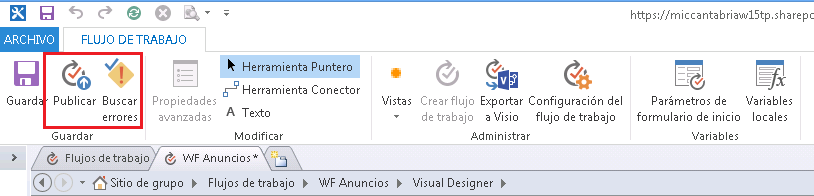 https://miccantabriaw15tp.sharepo
ARCHIVO FLUJO DE TRABAJO
Guardar
Publicar
Buscar
errores
Guardar
Propiedades
avanzadas
Herramienta Puntero
Herramienta Conector
A Texto
Modificar
Vistas
Crear flujo
de trabajo
Exportar
a Visio
Configuración del
flujo de trabajo
Administrar
Parámetros de
formulario de inicio
Variables
locales
Variables
Flujos de trabajo WF Anuncios *
Sitio de grupo Flujos de trabajo WF Anuncios Visual Designer